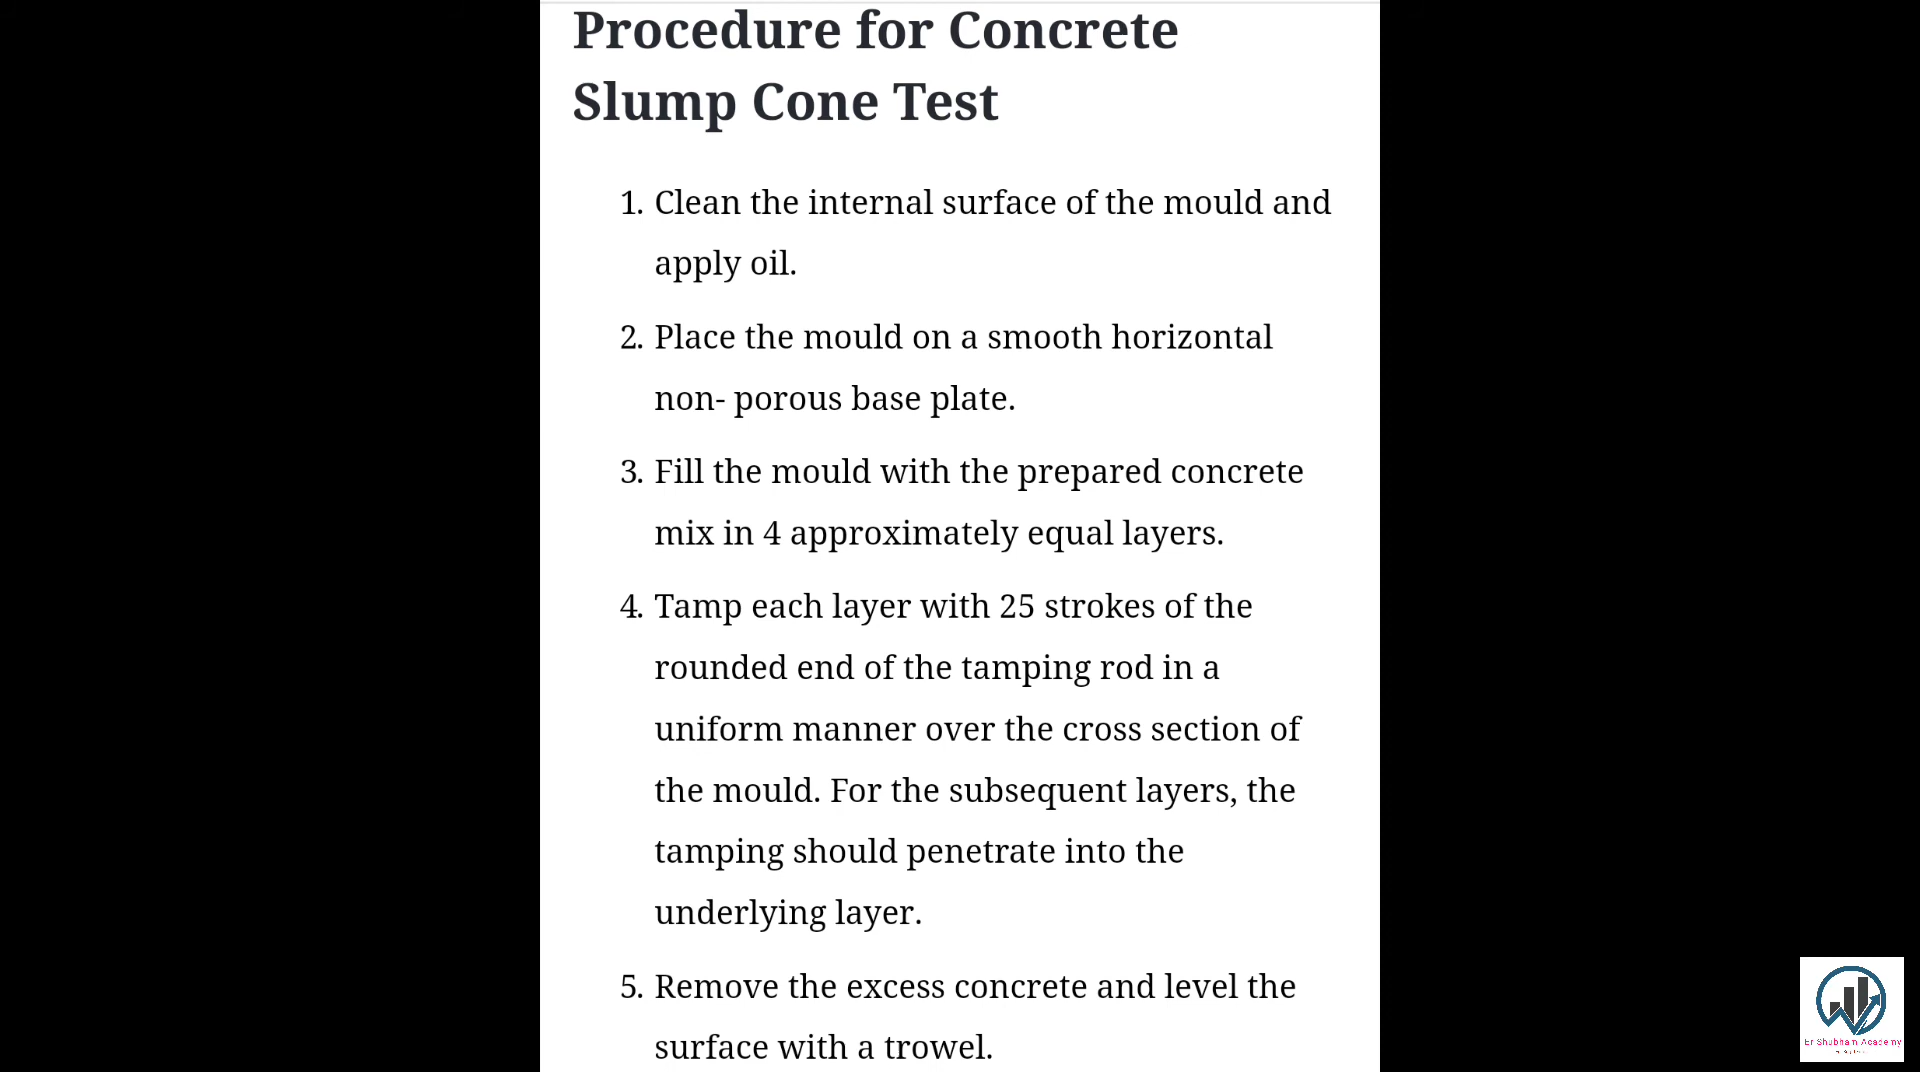 Procedure for Concrete
Slump Cone Test
1. Clean the internal surface of the mould and
apply oil.
2. Place the mould on a smooth horizontal
non- porous base plate.
3. Fill the mould with the prepared concrete
mix in 4 approximately equal layers.
4. Tamp each layer with 25 strokes of the
rounded end of the tamping rod in a
uniform manner over the cross section of
the mould. For the subsequent layers, the
tamping should penetrate into the
underlying layer.
5. Remove the excess concrete and level the
surface with a trowel.
Er Shubham Academy